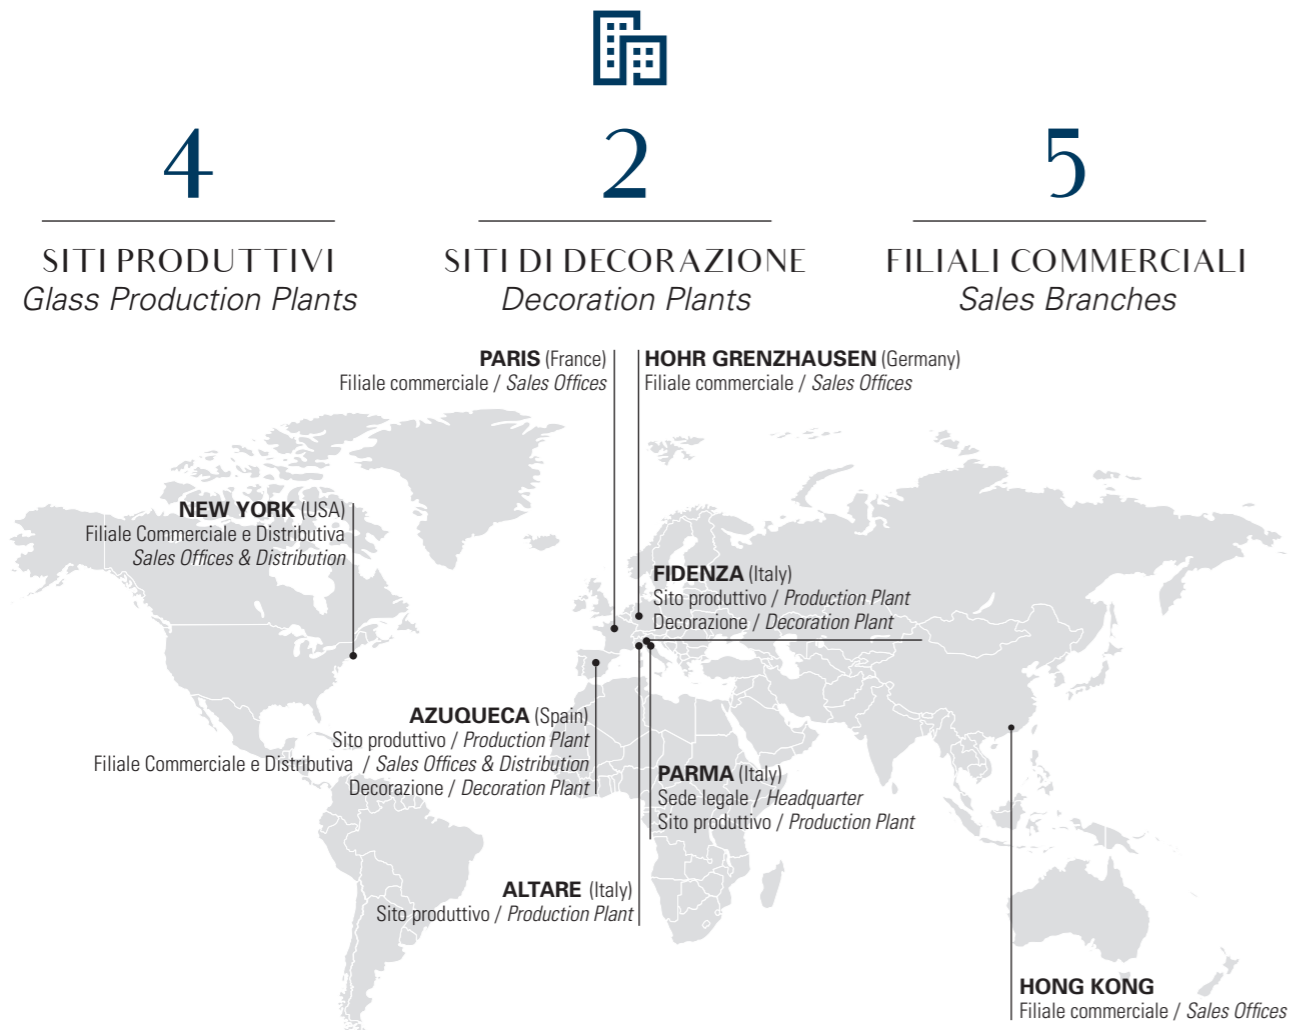 4
SITI PRODUTTIVI
Glass Production Plants
2
SITI DI DECORAZIONE
Decoration Plants
5
FILIALI COMMERCIALI
Sales Branches
PARIS (France)
Filiale commerciale / Sales Offices
HOHR GRENZHAUSEN (Germany)
Filiale commerciale / Sales Offices
NEW YORK (USA)
Filiale Commerciale e Distributiva
Sales Offices & Distribution
FIDENZA (Italy)
Sito produttivo / Production Plant
Decorazione / Decoration Plant
AZUQUECA (Spain)
Sito produttivo / Production Plant
Filiale Commerciale e Distributiva / Sales Offices & Distribution
Decorazione / Decoration Plant
PARMA (Italy)
Sede legale / Headquarter
Sito produttivo / Production Plant
ALTARE (Italy)
Sito produttivo / Production Plant
HONG KONG
Filiale commerciale / Sales Offices